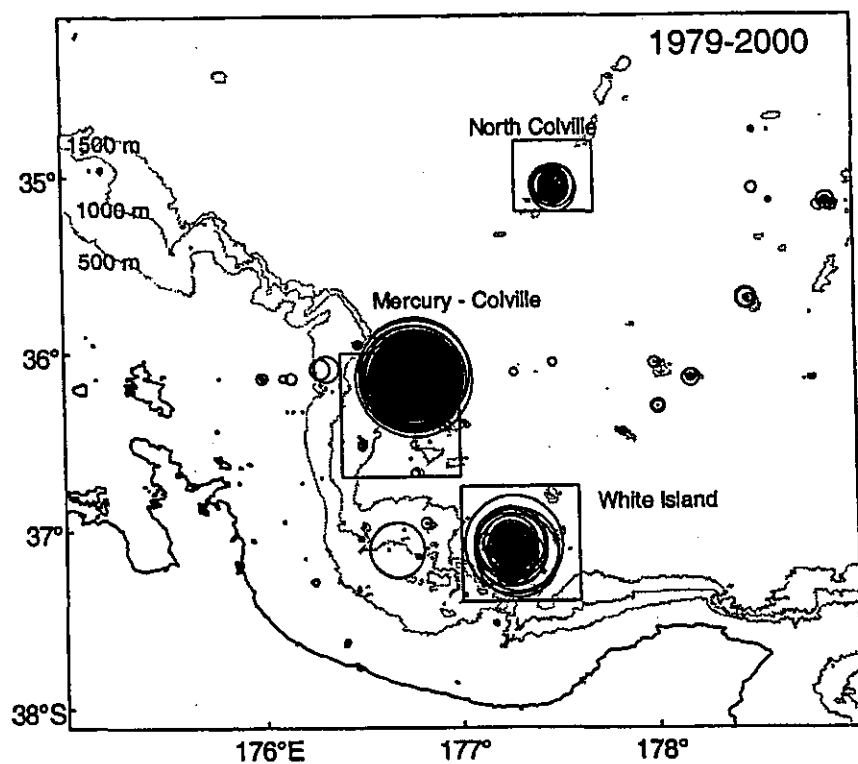 1979-2000
North Colville
1500 m
35°
1000 m
500 m
Mercury - Colville
36°
White Island
37°
38°S
176°E
177°
178°